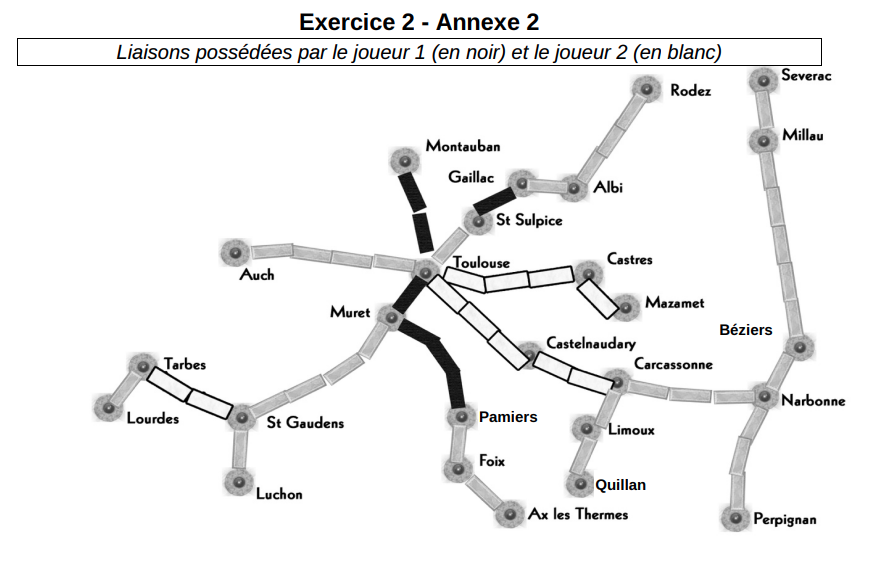 Exercice 2 - Annexe 2
Liaisons possédées par le joueur 1 (en noir) et le joueur 2 (en blanc)
Severac
Rodez
Millau
Montauban
Gaillac
Albi
St Sulpice
Toulouse
Castres
Auch
Mazamet
Muret
Béziers
Castelnaudary
Tarbes
Carcassonne
Narbonne
Lourdes
St Gaudens
Pamiers
Limoux
Foix
Quillan
Luchon
Ax les Thermes
Perpignan